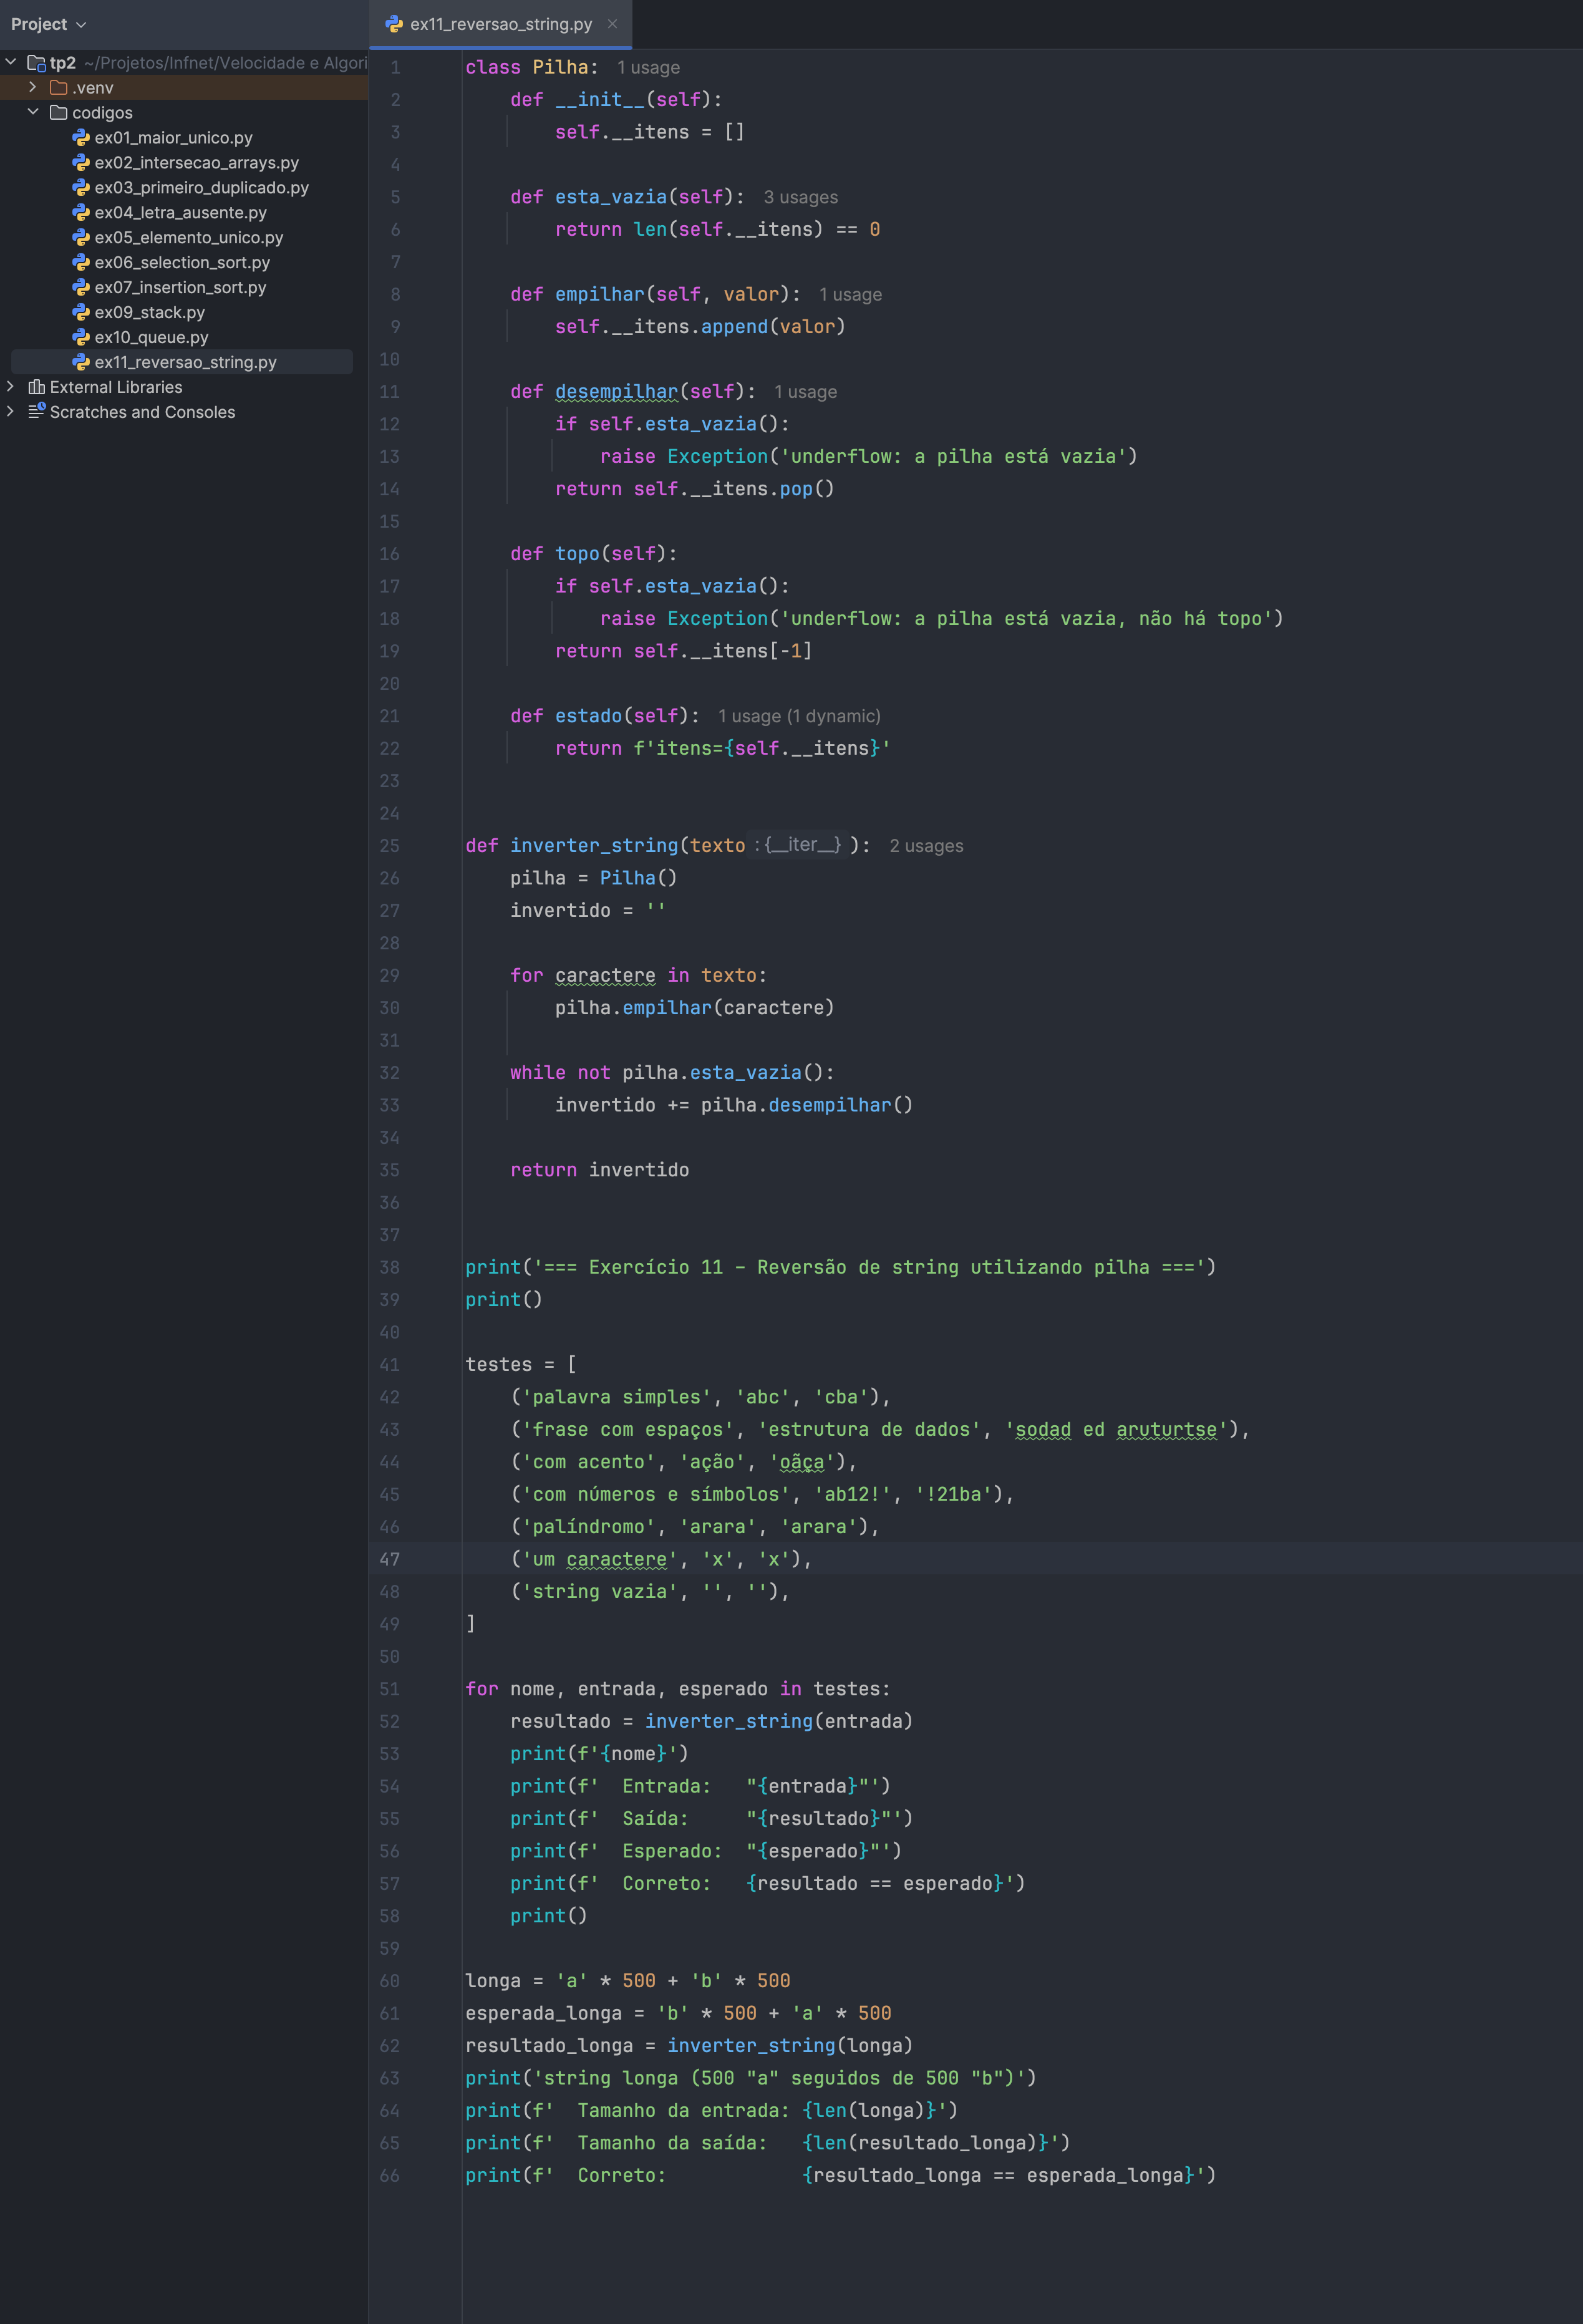 Project
tp2 ~/Projetos/Infnet/Velocidade e Algori
.venv
codigos
ex01_maior_unico.py
ex02_intersecao_arrays.py
ex03_primeiro_duplicado.py
ex04_letra_ausente.py
ex05_elemento_unico.py
ex06_selection_sort.py
ex07_insertion_sort.py
ex09_stack.py
ex10_queue.py
ex11_reversao_string.py
External Libraries
Scratches and Consoles
ex11_reversao_string.py
1 class Pilha: 1 usage
2     def __init__(self):
3         self.__itens = []
4
5     def esta_vazia(self): 3 usages
6         return len(self.__itens) == 0
7
8     def empilhar(self, valor): 1 usage
9         self.__itens.append(valor)
10
11     def desempilhar(self): 1 usage
12         if self.esta_vazia():
13             raise Exception('underflow: a pilha está vazia')
14         return self.__itens.pop()
15
16     def topo(self):
17         if self.esta_vazia():
18             raise Exception('underflow: a pilha está vazia, não há topo')
19         return self.__itens[-1]
20
21     def estado(self): 1 usage (1 dynamic)
22         return f'itens={self.__itens}'
23
24
25 def inverter_string(texto : {__iter__} ): 2 usages
26     pilha = Pilha()
27     invertido = ''
28
29     for caractere in texto:
30         pilha.empilhar(caractere)
31
32     while not pilha.esta_vazia():
33         invertido += pilha.desempilhar()
34
35     return invertido
36
37
38 print('=== Exercício 11 - Reversão de string utilizando pilha ===')
39 print()
40
41 testes = [
42     ('palavra simples', 'abc', 'cba'),
43     ('frase com espaços', 'estrutura de dados', 'sodad ed aruturtse'),
44     ('com acento', 'ação', 'oãça'),
45     ('com números e símbolos', 'ab12!', '!21ba'),
46     ('palíndromo', 'arara', 'arara'),
47     ('um caractere', 'x', 'x'),
48     ('string vazia', '', ''),
49 ]
50
51 for nome, entrada, esperado in testes:
52     resultado = inverter_string(entrada)
53     print(f'{nome}')
54     print(f'  Entrada:   "{entrada}"')
55     print(f'  Saída:     "{resultado}"')
56     print(f'  Esperado:  "{esperado}"')
57     print(f'  Correto:   {resultado == esperado}')
58     print()
59
60 longa = 'a' * 500 + 'b' * 500
61 esperada_longa = 'b' * 500 + 'a' * 500
62 resultado_longa = inverter_string(longa)
63 print('string longa (500 "a" seguidos de 500 "b")')
64 print(f'  Tamanho da entrada: {len(longa)}')
65 print(f'  Tamanho da saída:   {len(resultado_longa)}')
66 print(f'  Correto:            {resultado_longa == esperada_longa}')